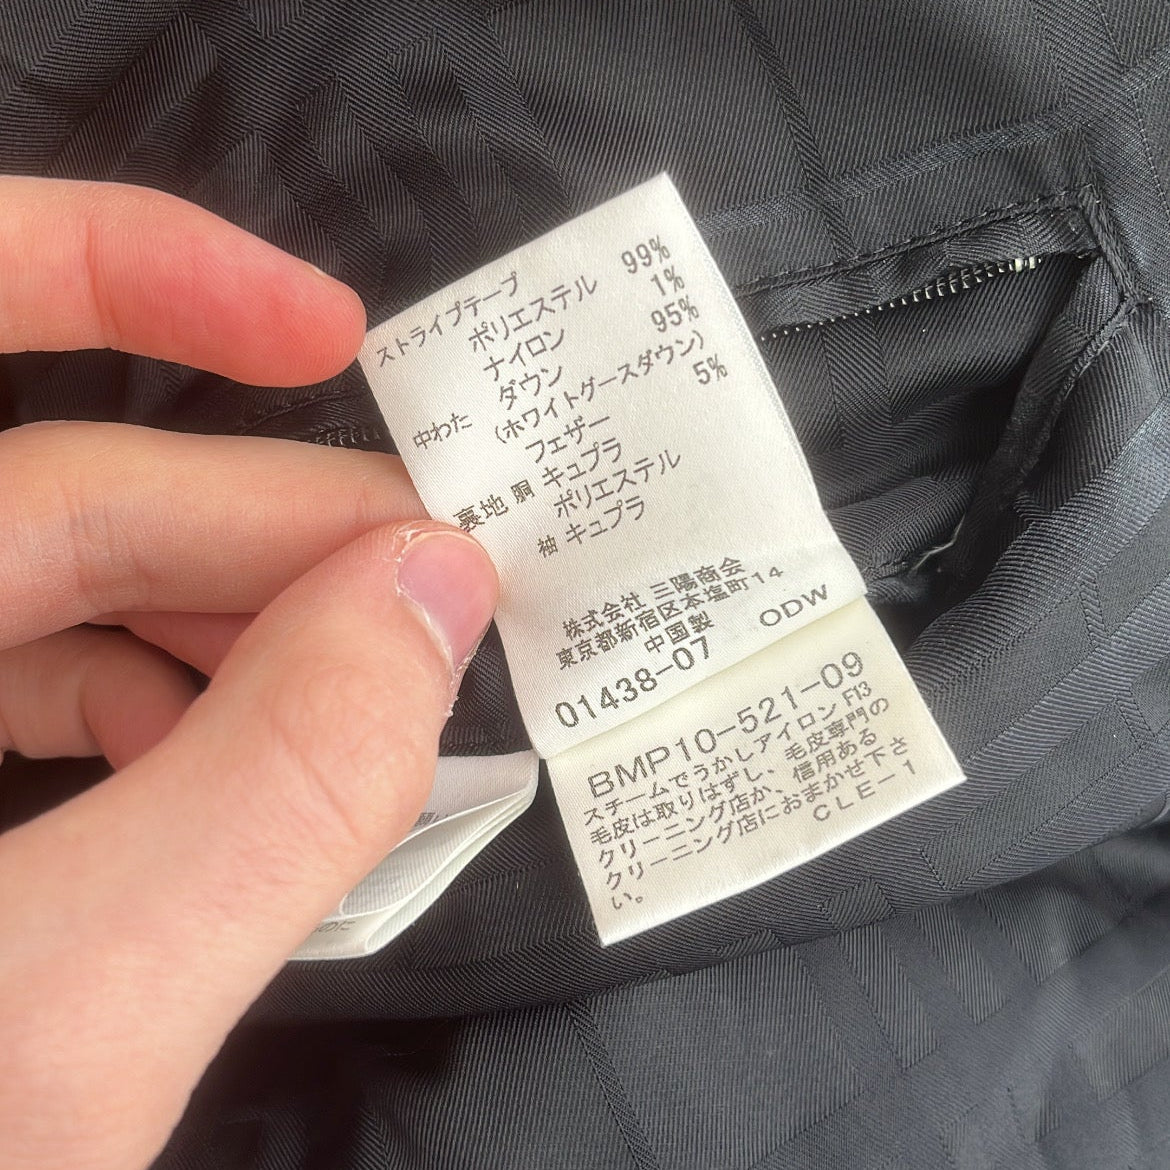 ストライプテープ
ポリエステル 99%
ナイロン 1%
中わた ダウン 95%
(ホワイトグースダウン)
フェザー 5%
裏地 胴 キュプラ
ポリエステル
袖 キュプラ
株式会社 三陽商会
東京都新宿区本塩町14
中国製 ODW
01438-07
BMP10-521-09
スチームでうかしアイロン F13
毛皮は取りはずし、毛皮専門の
クリーニング店か、信用ある
クリーニング店におまかせ下さ
い。 CLE-1
のに